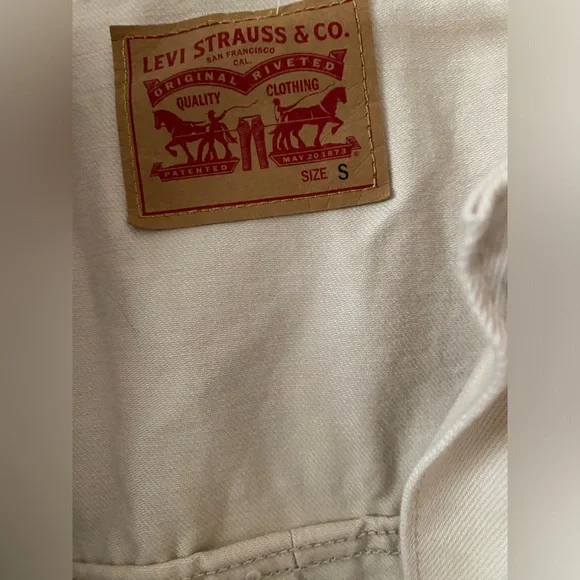 LEVI STRAUSS & CO.
SAN FRANCISCO
CAL.
ORIGINAL RIVETED
QUALITY CLOTHING
PATENTED MAY 20 1873
SIZE S